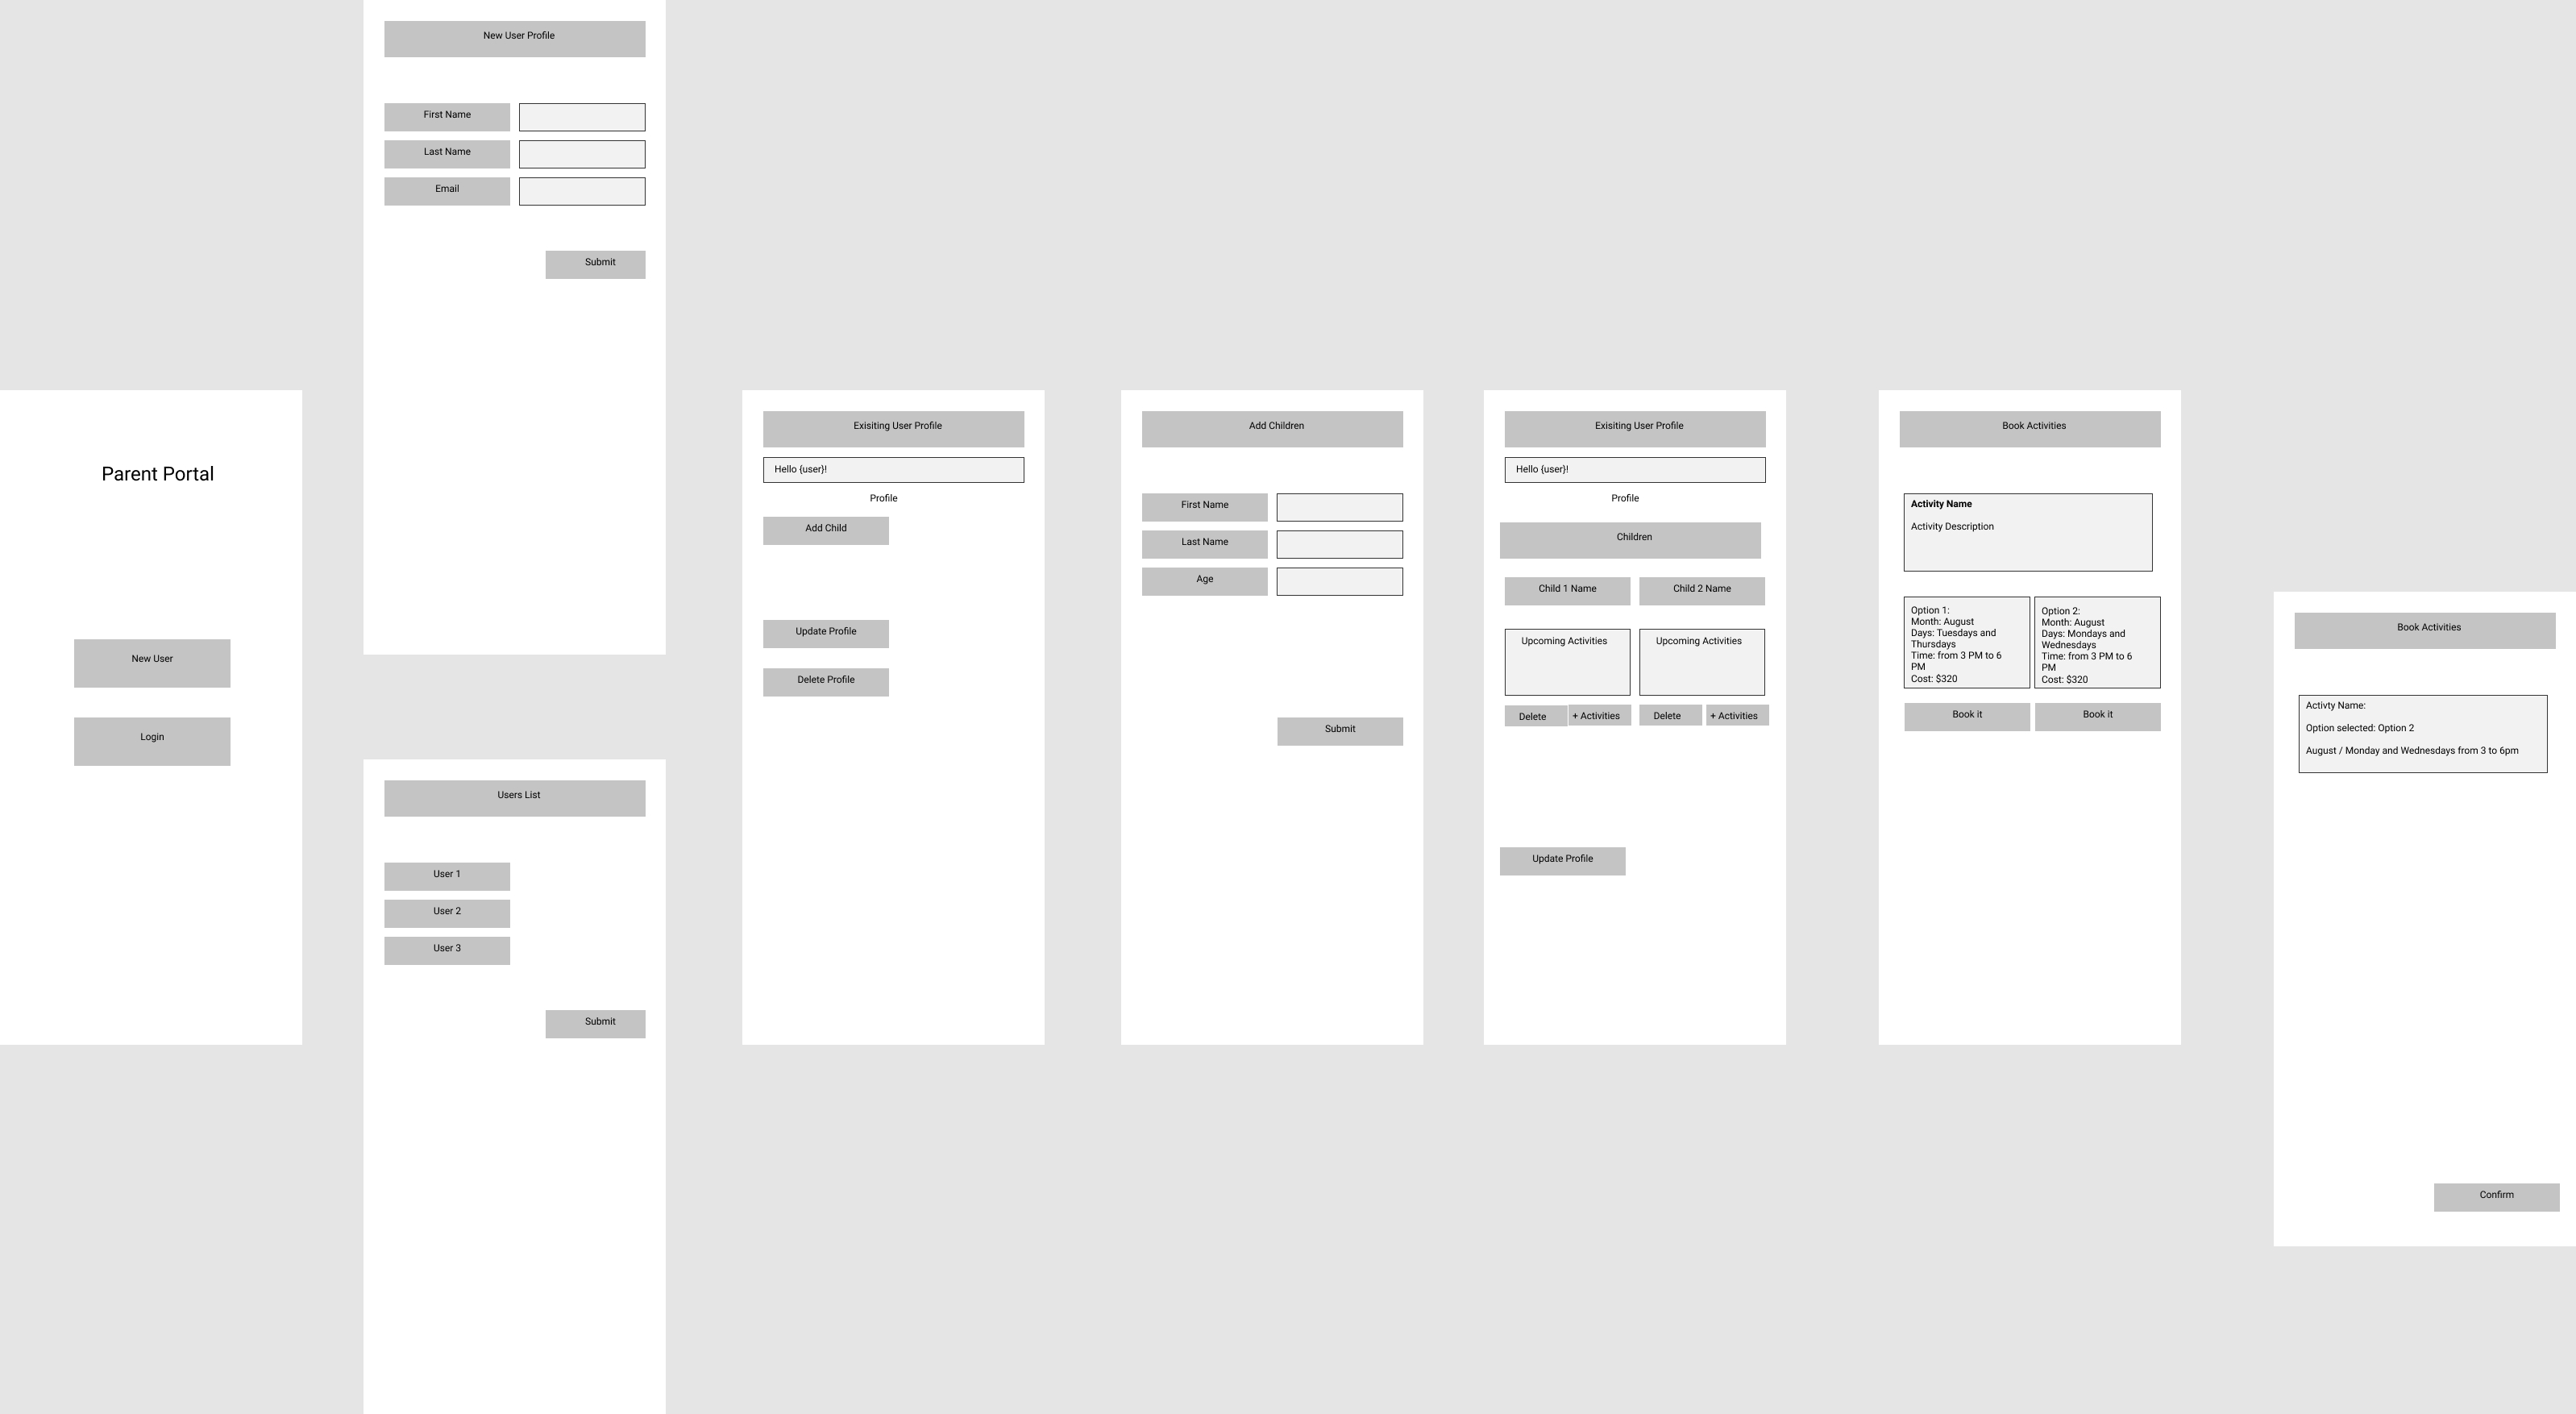 New User Profile
First Name
Last Name
Email
Submit
Parent Portal
New User
Login
Users List
User 1
User 2
User 3
Submit
Exisiting User Profile
Hello {user}!
Profile
Add Child
Update Profile
Delete Profile
Add Children
First Name
Last Name
Age
Submit
Exisiting User Profile
Hello {user}!
Profile
Children
Child 1 Name
Child 2 Name
Upcoming Activities
Upcoming Activities
Delete
+ Activities
Delete
+ Activities
Update Profile
Book Activities
Activity Name
Activity Description
Option 1:
Month: August
Days: Tuesdays and
Thursdays
Time: from 3 PM to 6
PM
Cost: $320
Option 2:
Month: August
Days: Mondays and
Wednesdays
Time: from 3 PM to 6
PM
Cost: $320
Book it
Book it
Book Activities
Activty Name:
Option selected: Option 2
August / Monday and Wednesdays from 3 to 6pm
Confirm